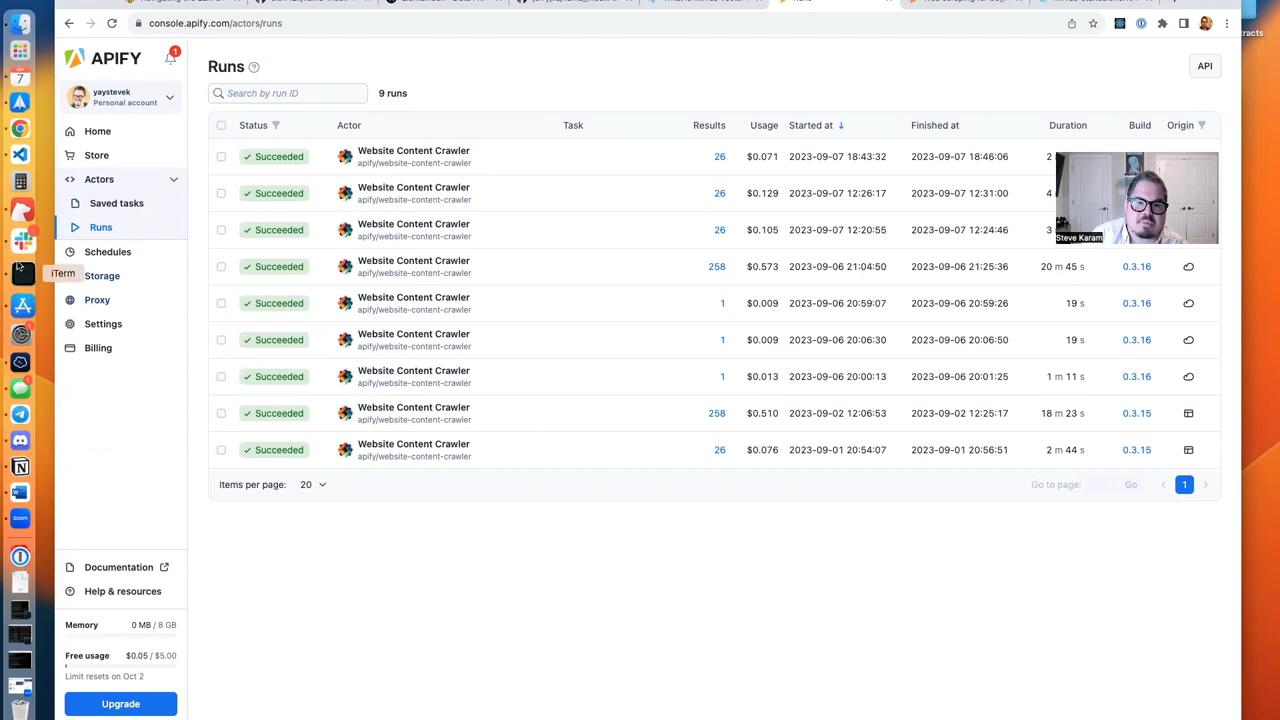 console.apify.com/actors/runs
APIFY
1
yaystevek
Personal account
Home
Store
Actors
Saved tasks
Runs
Schedules
iTerm
Storage
Proxy
Settings
Billing
Documentation
Help & resources
Memory 0 MB / 8 GB
Free usage $0.05 / $5.00
Limit resets on Oct 2
Upgrade
Runs
API
Search by run ID
9 runs
Status Actor Task Results Usage Started at Finished at Duration Build Origin
Succeeded Website Content Crawler 26 $0.071 2023-09-07 18:43:32 2023-09-07 18:46:06 2
apify/website-content-crawler
Succeeded Website Content Crawler 26 $0.129 2023-09-07 12:26:17 2023-09-07 12:31:00 4
apify/website-content-crawler
Succeeded Website Content Crawler 26 $0.105 2023-09-07 12:20:55 2023-09-07 12:24:46 3
apify/website-content-crawler
Succeeded Website Content Crawler 258 $0.573 2023-09-06 21:04:50 2023-09-06 21:25:36 20 m 45 s 0.3.16
apify/website-content-crawler
Succeeded Website Content Crawler 1 $0.009 2023-09-06 20:59:07 2023-09-06 20:59:26 19 s 0.3.16
apify/website-content-crawler
Succeeded Website Content Crawler 1 $0.009 2023-09-06 20:06:30 2023-09-06 20:06:50 19 s 0.3.16
apify/website-content-crawler
Succeeded Website Content Crawler 1 $0.013 2023-09-06 20:00:13 2023-09-06 20:01:25 1 m 11 s 0.3.16
apify/website-content-crawler
Succeeded Website Content Crawler 258 $0.510 2023-09-02 12:06:53 2023-09-02 12:25:17 18 m 23 s 0.3.15
apify/website-content-crawler
Succeeded Website Content Crawler 26 $0.076 2023-09-01 20:54:07 2023-09-01 20:56:51 2 m 44 s 0.3.15
apify/website-content-crawler
Items per page: 20
Go to page: Go 1
Steve Karam
7
zoom